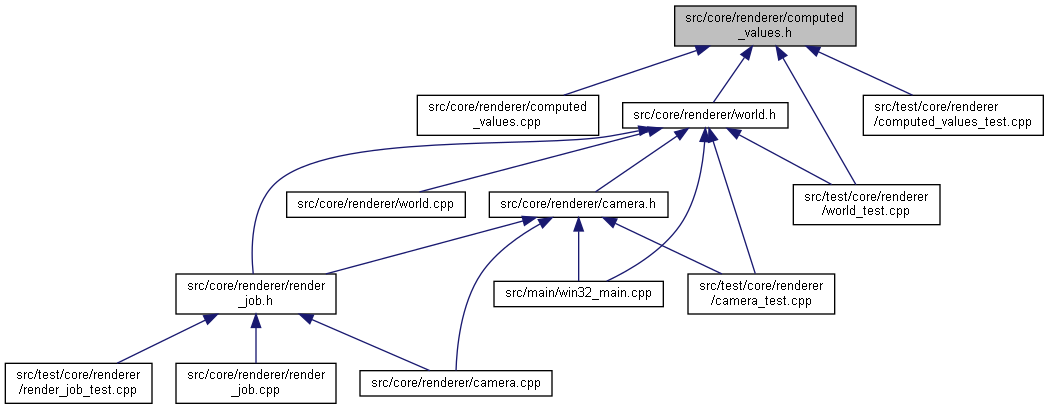 src/core/renderer/computed
_values.h
src/core/renderer/computed
_values.cpp
src/core/renderer/world.h
src/test/core/renderer
/computed_values_test.cpp
src/core/renderer/world.cpp
src/core/renderer/camera.h
src/test/core/renderer
/world_test.cpp
src/core/renderer/render
_job.h
src/main/win32_main.cpp
src/test/core/renderer
/camera_test.cpp
src/test/core/renderer
/render_job_test.cpp
src/core/renderer/render
_job.cpp
src/core/renderer/camera.cpp